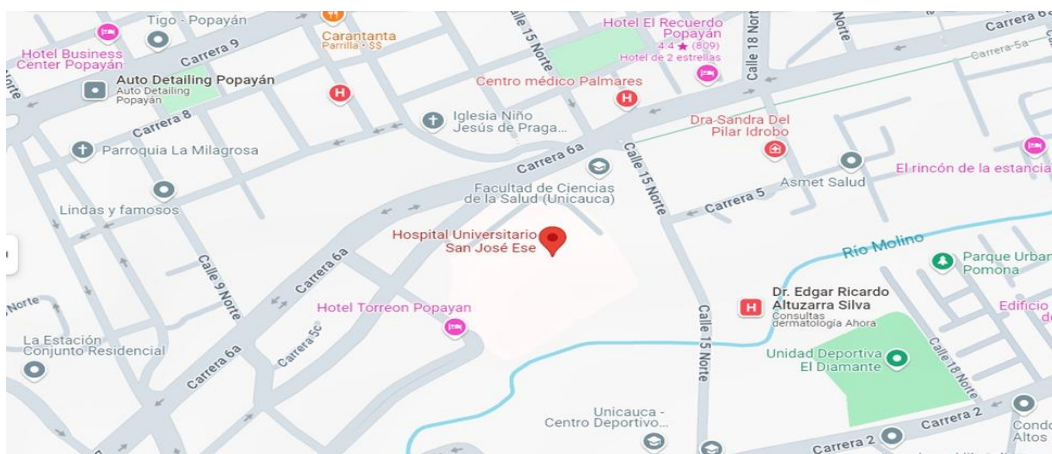 Tigo - Popayán
Hotel Business
Center Popayán
Carrera 9
Carantanta
Parrilla • $$
Calle 15 Norte
Hotel El Recuerdo
Popayán
4.4 ★ (809)
Hotel de 2 estrellas
Calle 18 Norte
Carrera 6a
Carrera 5a
Auto Detailing Popayán
Auto Detailing
Popayán
Carrera 8
H
Centro médico Palmares
H
Iglesia Niño
Jesús de Praga...
Parroquia La Milagrosa
Dra Sandra Del
Pilar Idrobo
Carrera 6a
Calle 15 Norte
Facultad de Ciencias
de la Salud (Unicauca)
Asmet Salud
El rincón de la estancia
Lindas y famosos
Carrera 5
Hospital Universitario
San José Ese
Río Molino
Parque Urban
Pomona
Carrera 6a
Calle 9 Norte
Hotel Torreon Popayan
H
Dr. Edgar Ricardo
Altuzarra Silva
Consultas
dermatología Ahora
Edificio
Norte
Carrera 5c
Calle 15 Norte
La Estación
Conjunto Residencial
Carrera 6a
Unidad Deportiva
El Diamante
Calle 18 Norte
Unicauca -
Centro Deportivo...
Carrera 2
Carrera 2
Condo
Altos